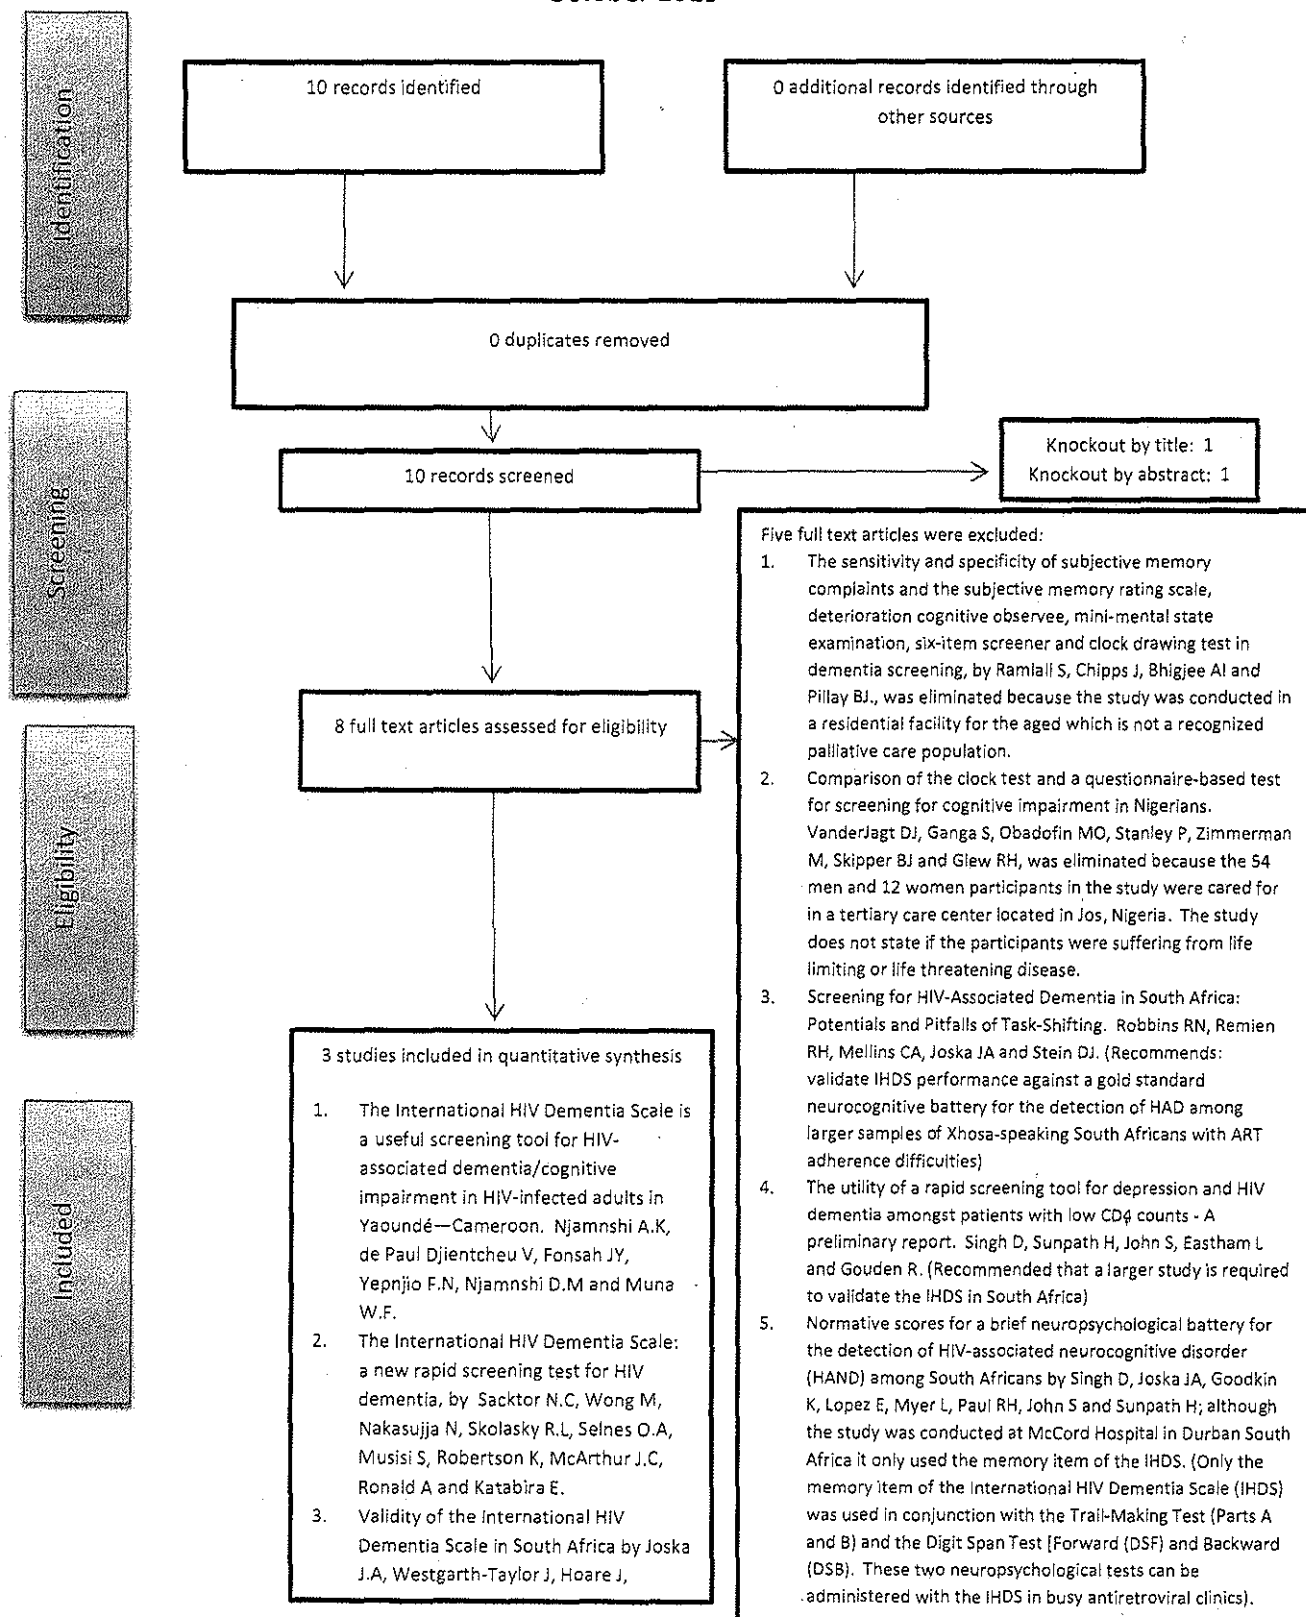 Identification
10 records identified
0 additional records identified through
other sources
0 duplicates removed
Screening
10 records screened
Knockout by title: 1
Knockout by abstract: 1
Eligibility
8 full text articles assessed for eligibility
Five full text articles were excluded:
1. The sensitivity and specificity of subjective memory
complaints and the subjective memory rating scale,
deterioration cognitive observee, mini-mental state
examination, six-item screener and clock drawing test in
dementia screening, by Ramlall S, Chipps J, Bhigjee AI and
Pillay BJ., was eliminated because the study was conducted in
a residential facility for the aged which is not a recognized
palliative care population.
2. Comparison of the clock test and a questionnaire-based test
for screening for cognitive impairment in Nigerians.
VanderJagt DJ, Ganga S, Obadofin MO, Stanley P, Zimmerman
M, Skipper BJ and Glew RH, was eliminated because the 54
men and 12 women participants in the study were cared for
in a tertiary care center located in Jos, Nigeria. The study
does not state if the participants were suffering from life
limiting or life threatening disease.
3. Screening for HIV-Associated Dementia in South Africa:
Potentials and Pitfalls of Task-Shifting. Robbins RN, Remien
RH, Mellins CA, Joska JA and Stein DJ. (Recommends:
validate IHDS performance against a gold standard
neurocognitive battery for the detection of HAD among
larger samples of Xhosa-speaking South Africans with ART
adherence difficulties)
4. The utility of a rapid screening tool for depression and HIV
dementia amongst patients with low CD4 counts - A
preliminary report. Singh D, Sunpath H, John S, Eastham L
and Gouden R. (Recommended that a larger study is required
to validate the IHDS in South Africa)
5. Normative scores for a brief neuropsychological battery for
the detection of HIV-associated neurocognitive disorder
(HAND) among South Africans by Singh D, Joska JA, Goodkin
K, Lopez E, Myer L, Paul RH, John S and Sunpath H; although
the study was conducted at McCord Hospital in Durban South
Africa it only used the memory item of the IHDS. (Only the
memory item of the International HIV Dementia Scale (IHDS)
was used in conjunction with the Trail-Making Test (Parts A
and B) and the Digit Span Test [Forward (DSF) and Backward
(DSB). These two neuropsychological tests can be
administered with the IHDS in busy antiretroviral clinics).
Included
3 studies included in quantitative synthesis
1. The International HIV Dementia Scale is
a useful screening tool for HIV-
associated dementia/cognitive
impairment in HIV-infected adults in
Yaoundé—Cameroon. Njamnshi A.K,
de Paul Djientcheu V, Fonsah JY,
Yepnjio F.N, Njamnshi D.M and Muna
W.F.
2. The International HIV Dementia Scale:
a new rapid screening test for HIV
dementia, by Sacktor N.C, Wong M,
Nakasujja N, Skolasky R.L, Selnes O.A,
Musisi S, Robertson K, McArthur J.C,
Ronald A and Katabira E.
3. Validity of the International HIV
Dementia Scale in South Africa by Joska
J.A, Westgarth-Taylor J, Hoare J,